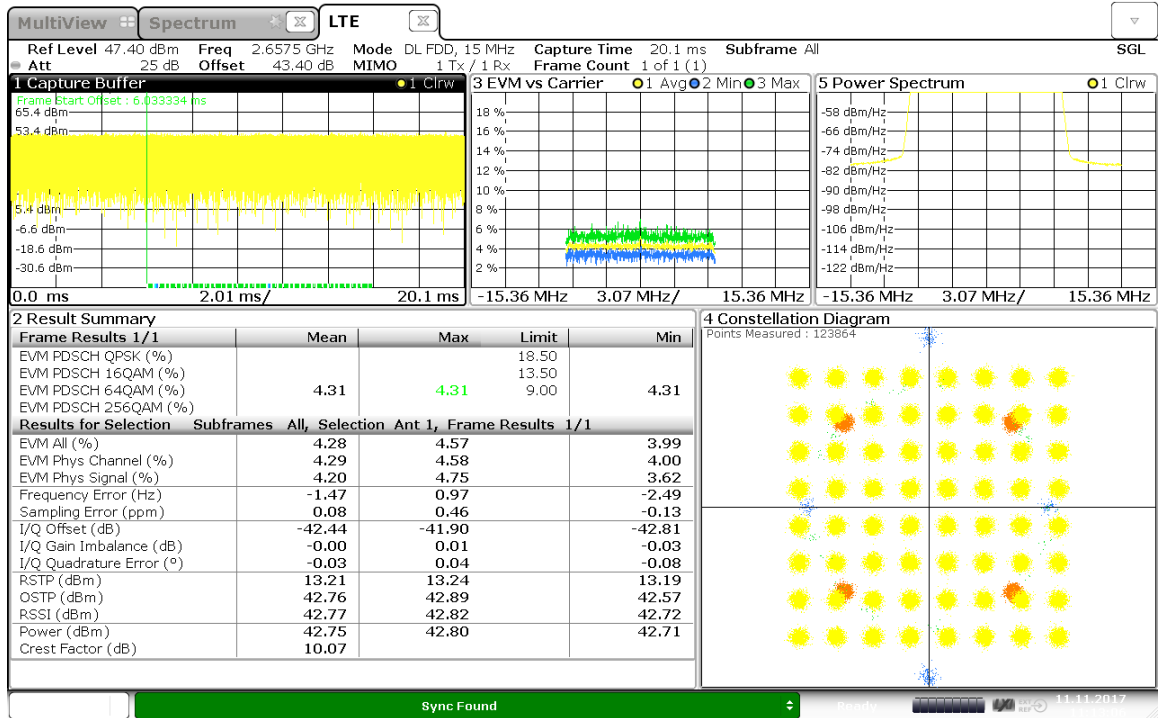 MultiView Spectrum LTE
Ref Level 47.40 dBm Freq 2.6575 GHz Mode DL FDD, 15 MHz Capture Time 20.1 ms Subframe All SGL
Att 25 dB Offset 43.40 dB MIMO 1 Tx / 1 Rx Frame Count 1 of 1 (1)
1 Capture Buffer 1 Clrw
Frame Start Offset : 6.033334 ms
65.4 dBm
53.4 dBm
5.4 dBm
-6.6 dBm
-18.6 dBm
-30.6 dBm
0.0 ms 2.01 ms/ 20.1 ms
3 EVM vs Carrier 1 Avg 2 Min 3 Max
18 %
16 %
14 %
12 %
10 %
8 %
6 %
4 %
2 %
-15.36 MHz 3.07 MHz/ 15.36 MHz
5 Power Spectrum 1 Clrw
-58 dBm/Hz
-66 dBm/Hz
-74 dBm/Hz
-82 dBm/Hz
-90 dBm/Hz
-98 dBm/Hz
-106 dBm/Hz
-114 dBm/Hz
-122 dBm/Hz
-15.36 MHz 3.07 MHz/ 15.36 MHz
2 Result Summary
Frame Results 1/1 Mean Max Limit Min
EVM PDSCH QPSK (%) 18.50
EVM PDSCH 16QAM (%) 13.50
EVM PDSCH 64QAM (%) 4.31 4.31 9.00 4.31
EVM PDSCH 256QAM (%)
Results for Selection Subframes All, Selection Ant 1, Frame Results 1/1
EVM All (%) 4.28 4.57 3.99
EVM Phys Channel (%) 4.29 4.58 4.00
EVM Phys Signal (%) 4.20 4.75 3.62
Frequency Error (Hz) -1.47 0.97 -2.49
Sampling Error (ppm) 0.08 0.46 -0.13
I/Q Offset (dB) -42.44 -41.90 -42.81
I/Q Gain Imbalance (dB) -0.00 0.01 -0.03
I/Q Quadrature Error (°) -0.03 0.04 -0.08
RSTP (dBm) 13.21 13.24 13.19
OSTP (dBm) 42.76 42.89 42.57
RSSI (dBm) 42.77 42.82 42.72
Power (dBm) 42.75 42.80 42.71
Crest Factor (dB) 10.07
4 Constellation Diagram
Points Measured : 123864
Sync Found
Ready
LXI
11.11.2017